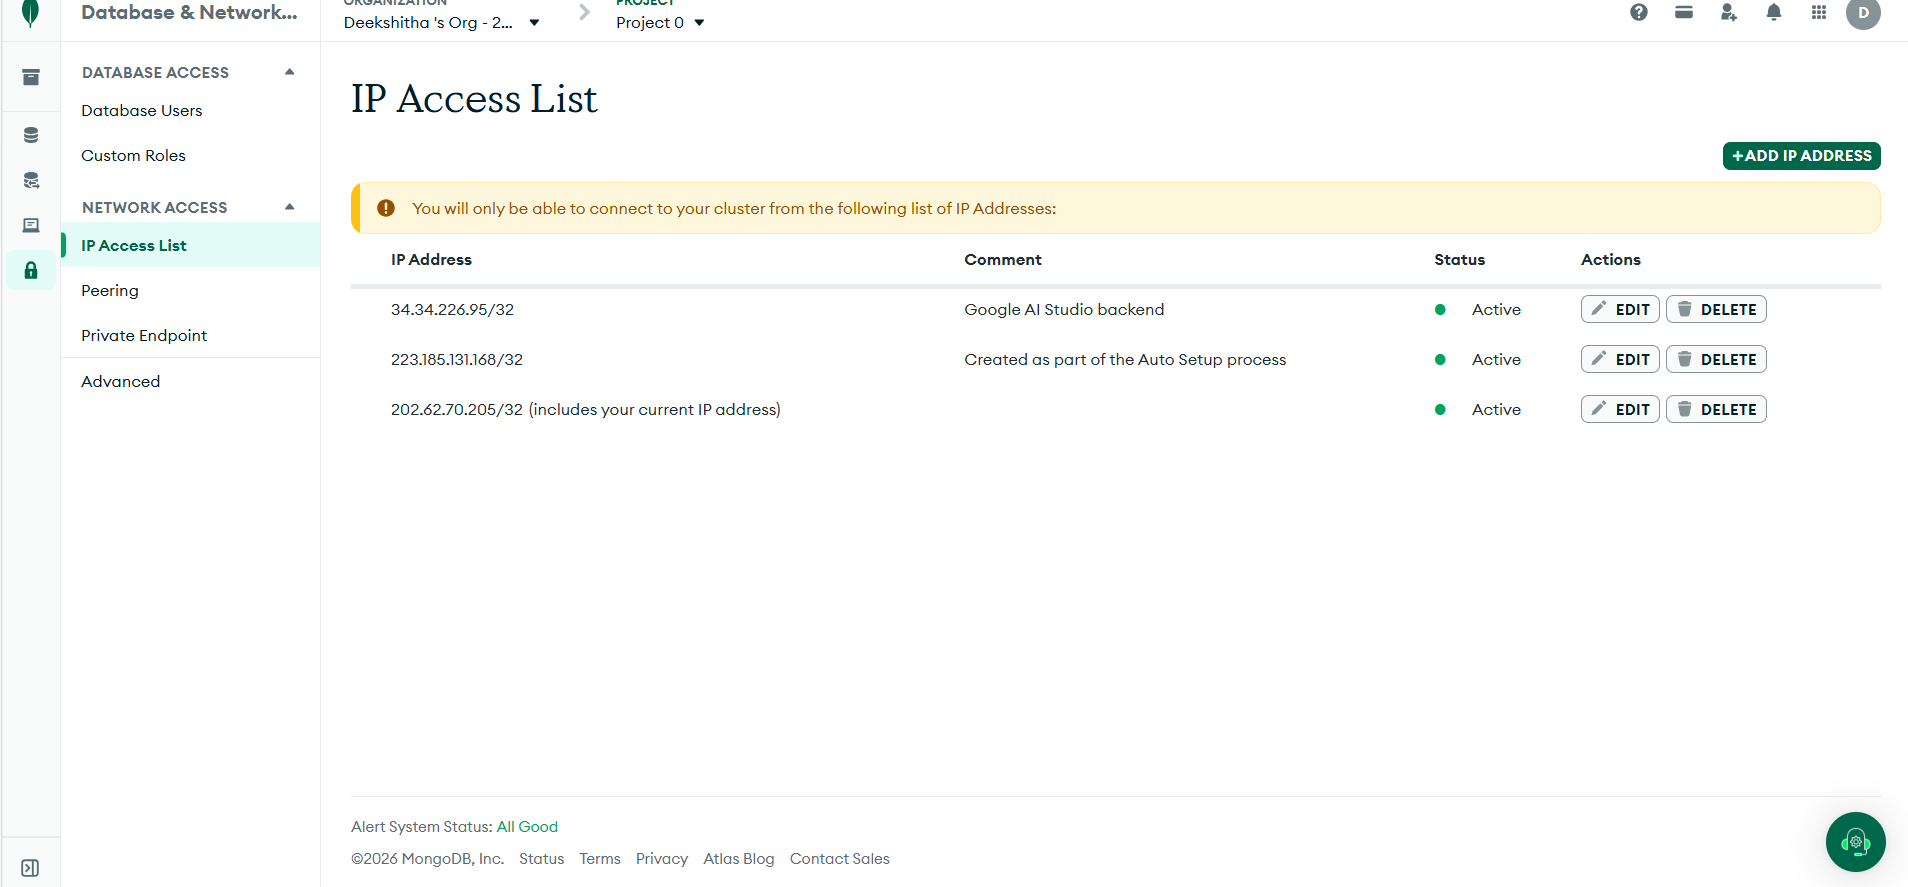 Database & Network...
ORGANIZATION
Deekshitha 's Org - 2...
PROJECT
Project 0
D
DATABASE ACCESS
Database Users
Custom Roles
NETWORK ACCESS
IP Access List
Peering
Private Endpoint
Advanced
IP Access List
+ADD IP ADDRESS
You will only be able to connect to your cluster from the following list of IP Addresses:
IP Address Comment Status Actions
34.34.226.95/32 Google AI Studio backend Active EDIT DELETE
223.185.131.168/32 Created as part of the Auto Setup process Active EDIT DELETE
202.62.70.205/32 (includes your current IP address) Active EDIT DELETE
Alert System Status: All Good
©2026 MongoDB, Inc. Status Terms Privacy Atlas Blog Contact Sales